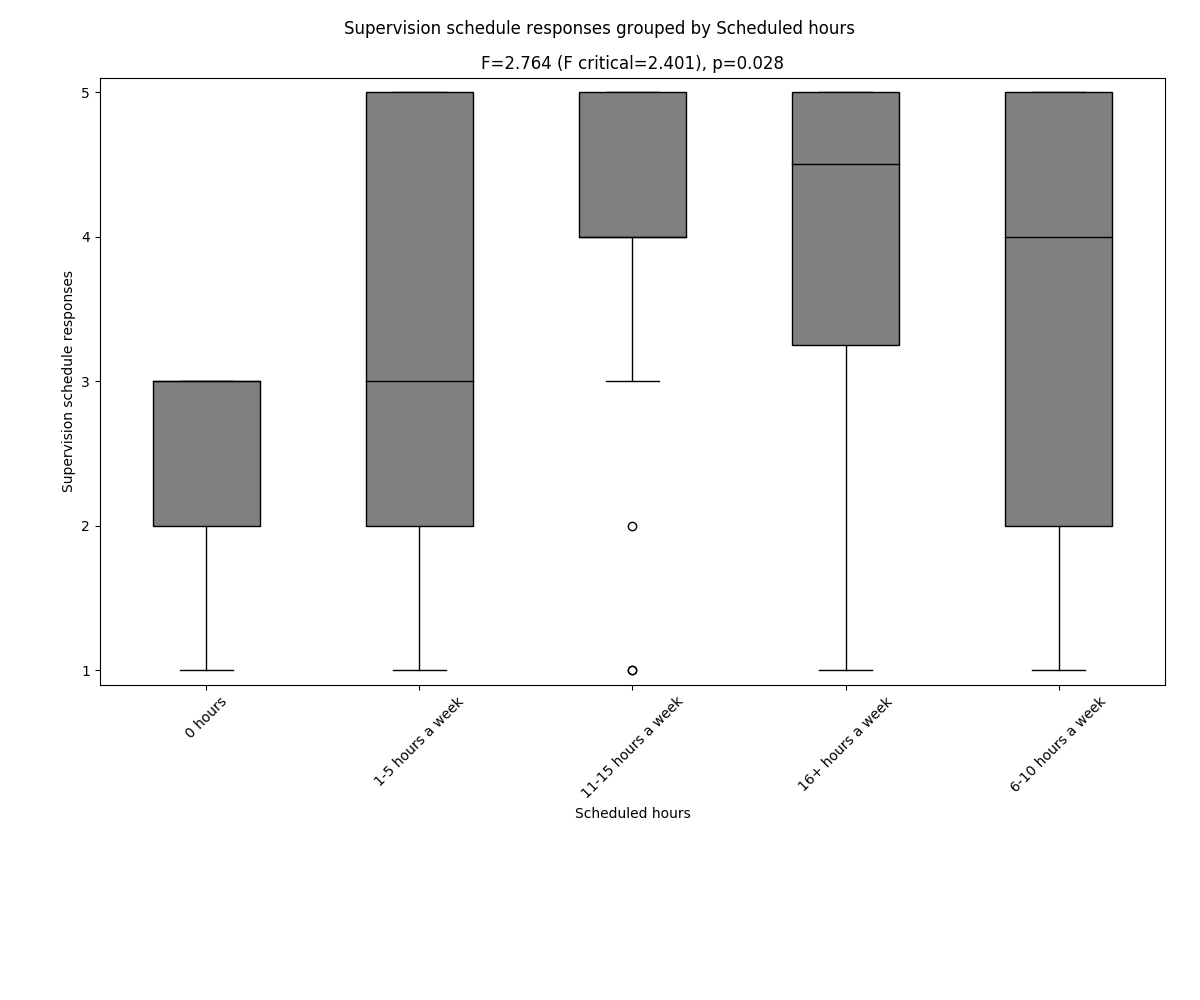 Supervision schedule responses grouped by Scheduled hours
F=2.764 (F critical=2.401), p=0.028
Supervision schedule responses
5
4
3
2
1
0 hours
1-5 hours a week
11-15 hours a week
16+ hours a week
6-10 hours a week
Scheduled hours